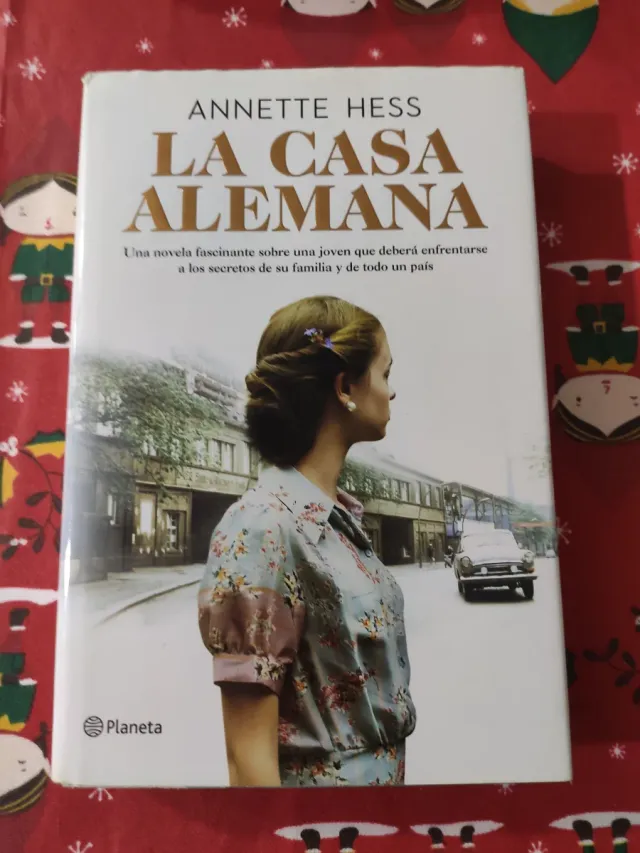 ANNETTE HESS
LA CASA
ALEMANA
Una novela fascinante sobre una joven que deberá enfrentarse
a los secretos de su familia y de todo un país
Planeta